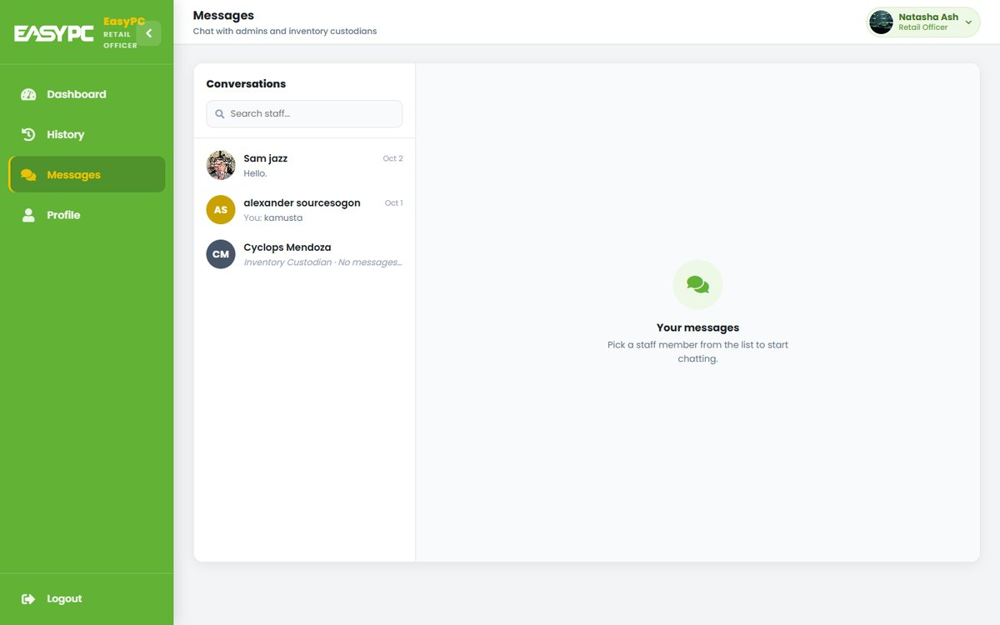 EASYPC
EasyPC
RETAIL
OFFICER
Dashboard
History
Messages
Profile
Logout
Messages
Chat with admins and inventory custodians
Natasha Ash
Retail Officer
Conversations
Search staff...
Sam jazz Oct 2
Hello.
AS
alexander sourcesogon Oct 1
You: kamusta
CM
Cyclops Mendoza
Inventory Custodian · No messages...
Your messages
Pick a staff member from the list to start
chatting.